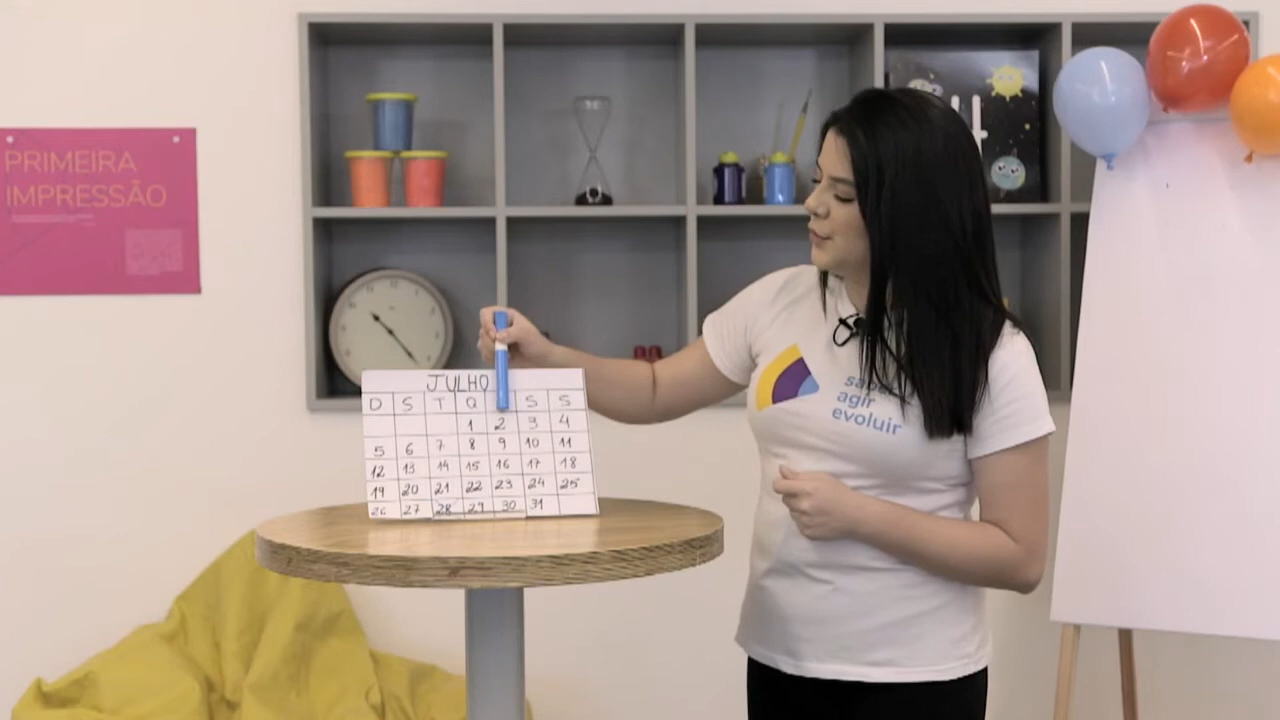 PRIMEIRA
IMPRESSÃO
JULHO
D S T Q S S
1 2 3 4
5 6 7 8 9 10 11
12 13 14 15 16 17 18
19 20 21 22 23 24 25
26 27 28 29 30 31
agir
evoluir